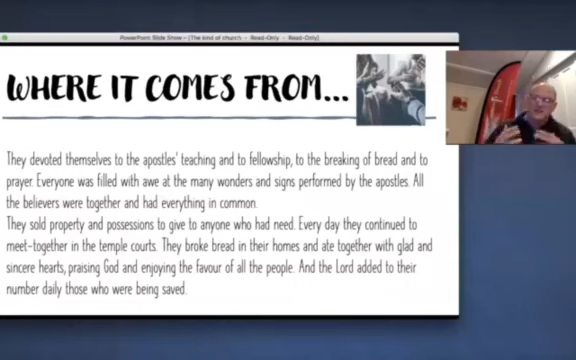 PowerPoint Slide Show - [The kind of church - Read-Only - Read-Only]
WHERE IT COMES FROM...
They devoted themselves to the apostles' teaching and to fellowship, to the breaking of bread and to
prayer. Everyone was filled with awe at the many wonders and signs performed by the apostles. All
the believers were together and had everything in common.
They sold property and possessions to give to anyone who had need. Every day they continued to
meet-together in the temple courts. They broke bread in their homes and ate together with glad and
sincere hearts, praising God and enjoying the favour of all the people. And the Lord added to their
number daily those who were being saved.